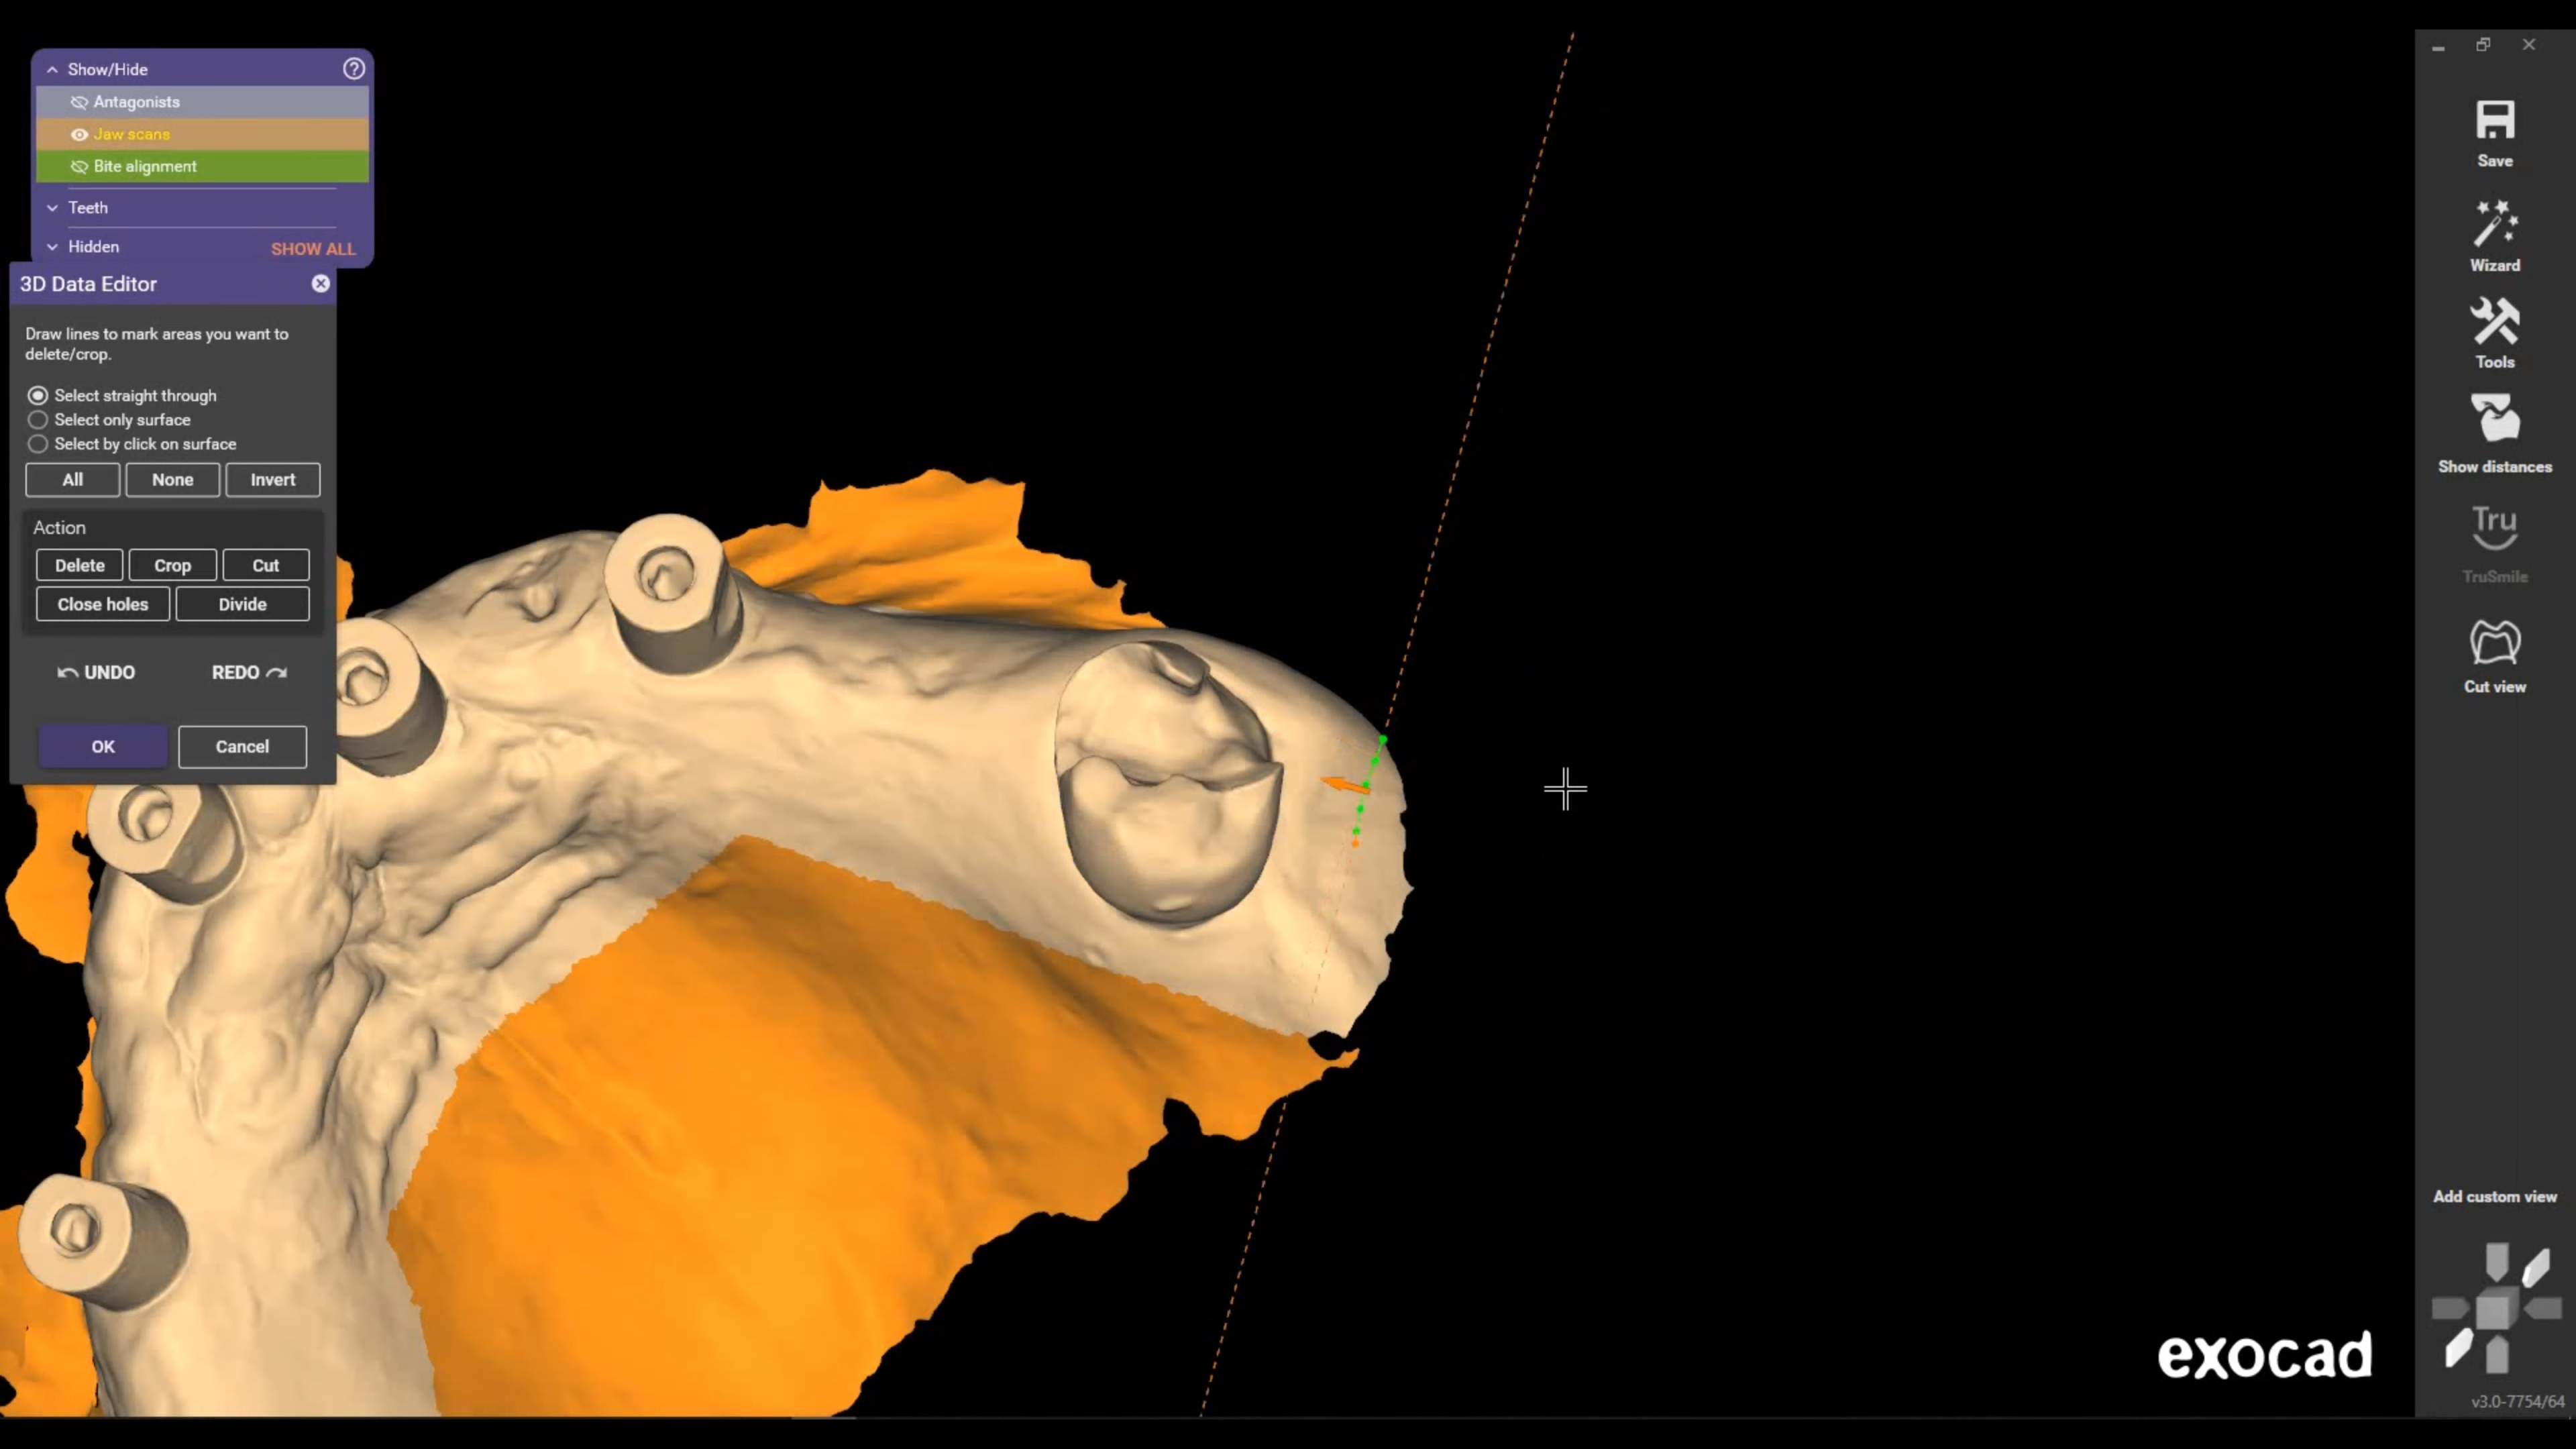 Show/Hide
Antagonists
Jaw scans
Bite alignment
Teeth
Hidden
SHOW ALL
3D Data Editor
Draw lines to mark areas you want to
delete/crop.
Select straight through
Select only surface
Select by click on surface
All
None
Invert
Action
Delete
Crop
Cut
Close holes
Divide
UNDO
REDO
OK
Cancel
Save
Wizard
Tools
Show distances
Tru
TruSmile
Cut view
Add custom view
exocad
v3.0-7754/64